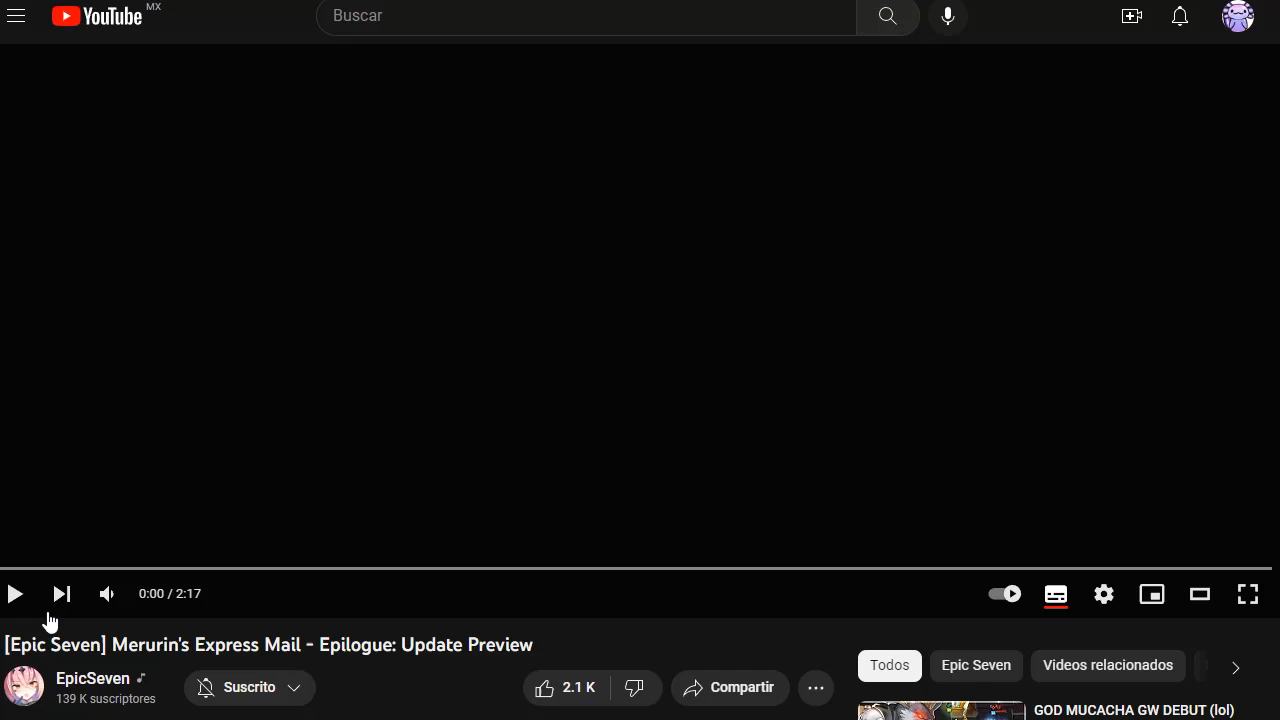 YouTube MX
Buscar
0:00 / 2:17
[Epic Seven] Merurin's Express Mail - Epilogue: Update Preview
EpicSeven
139 K suscriptores
Suscrito
2.1 K
Compartir
Todos
Epic Seven
Videos relacionados
GOD MUCACHA GW DEBUT (lol)